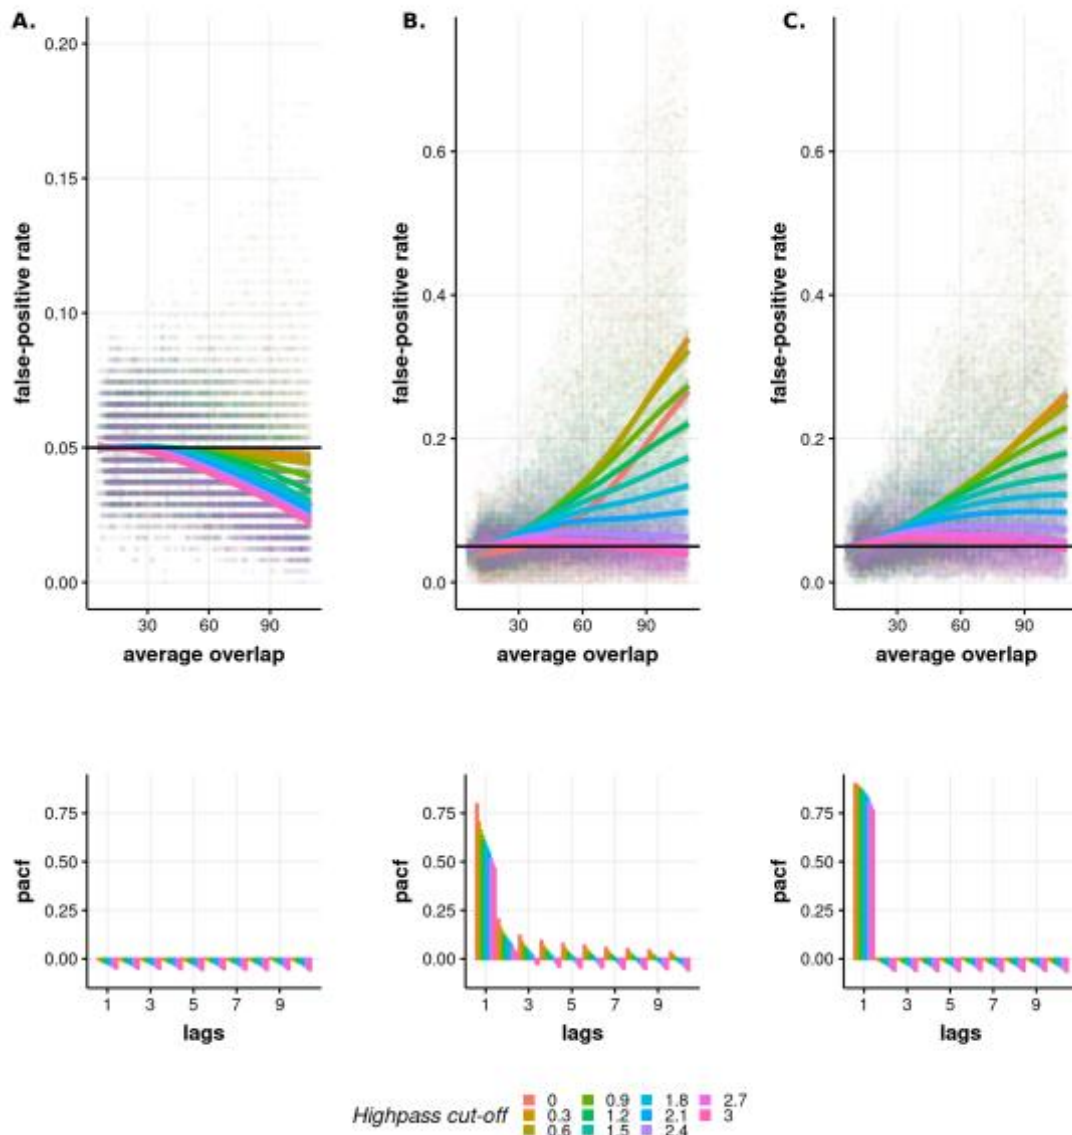 A.
B.
C.
false-positive rate
0.20
0.15
0.10
0.05
0.00
30 60 90
average overlap
false-positive rate
0.6
0.4
0.2
0.0
30 60 90
average overlap
false-positive rate
0.6
0.4
0.2
0.0
30 60 90
average overlap
pacf
0.75
0.50
0.25
0.00
1 3 5 7 9
lags
pacf
0.75
0.50
0.25
0.00
1 3 5 7 9
lags
pacf
0.75
0.50
0.25
0.00
1 3 5 7 9
lags
Highpass cut-off
0 0.9 1.8 2.7
0.3 1.2 2.1 3
0.6 1.5 2.4